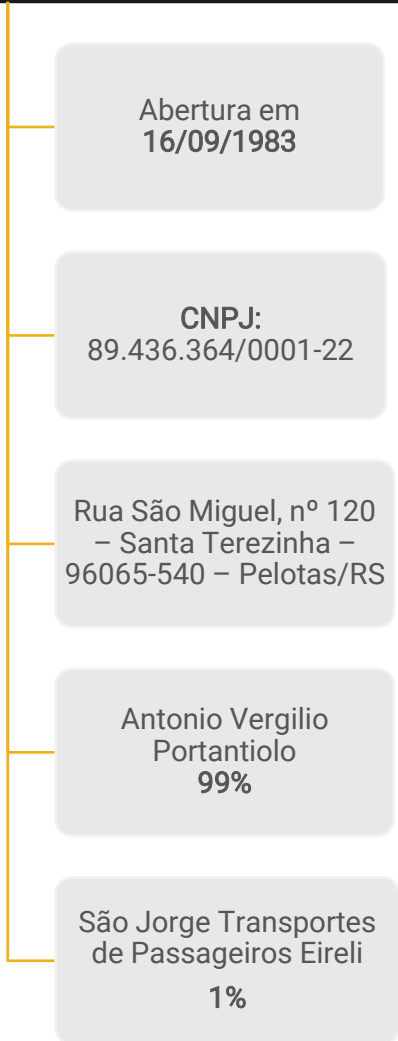 Abertura em
16/09/1983
CNPJ:
89.436.364/0001-22
Rua São Miguel, nº 120
– Santa Terezinha –
96065-540 – Pelotas/RS
Antonio Vergilio
Portantiolo
99%
São Jorge Transportes
de Passageiros Eireli
1%